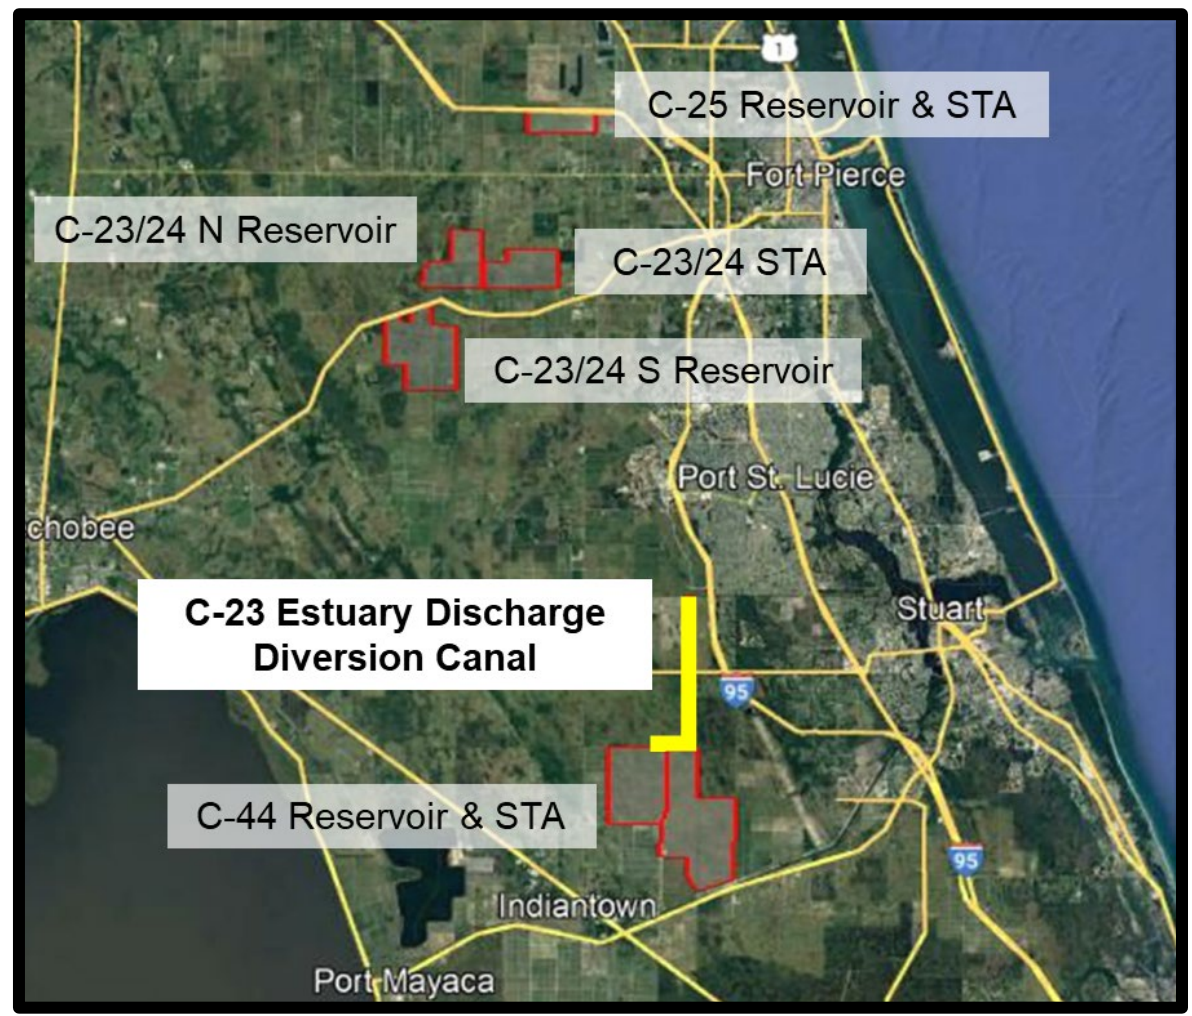 1
C-25 Reservoir & STA
Fort Pierce
C-23/24 N Reservoir
C-23/24 STA
C-23/24 S Reservoir
Port St. Lucie
chobee
C-23 Estuary Discharge
Diversion Canal
Stuart
95
C-44 Reservoir & STA
95
Indiantown
Port Mayaca